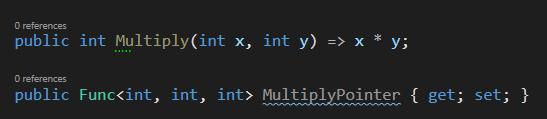 0 references
public int Multiply(int x, int y) => x * y;
0 references
public Func<int, int, int> MultiplyPointer { get; set; }